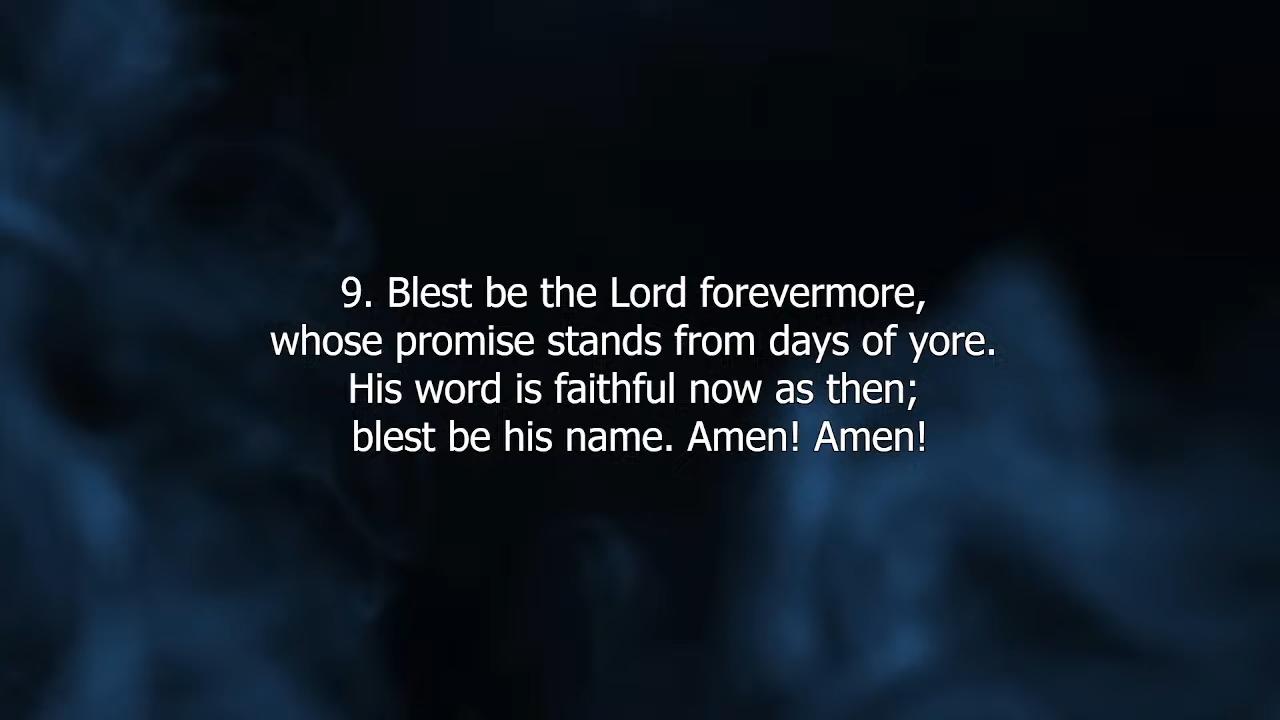 9. Blest be the Lord forevermore,
whose promise stands from days of yore.
His word is faithful now as then;
blest be his name. Amen! Amen!